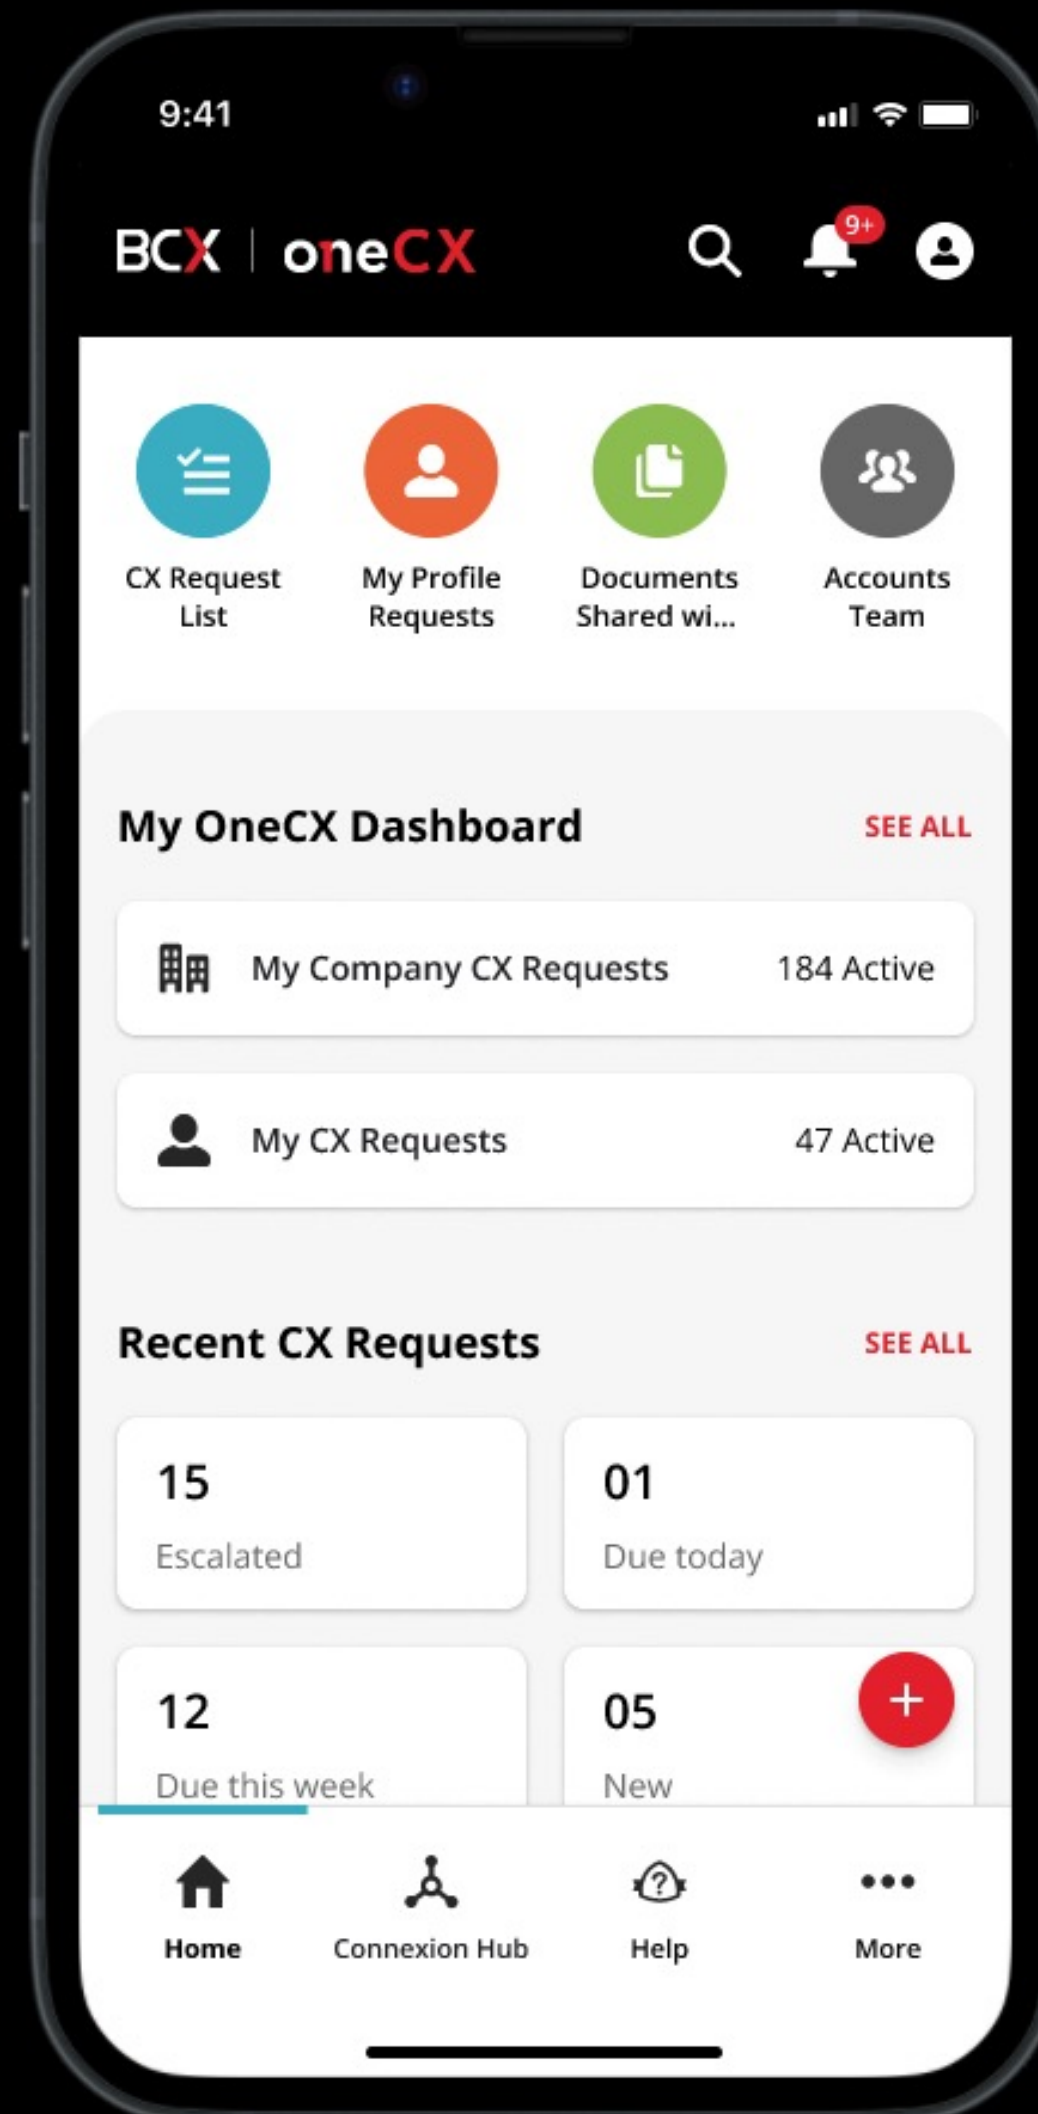 9:41
BCX | oneCX
9+
CX Request
List
My Profile
Requests
Documents
Shared wi...
Accounts
Team
My OneCX Dashboard
SEE ALL
My Company CX Requests
184 Active
My CX Requests
47 Active
Recent CX Requests
SEE ALL
15
Escalated
01
Due today
12
Due this week
05
New
+
Home
Connexion Hub
Help
More